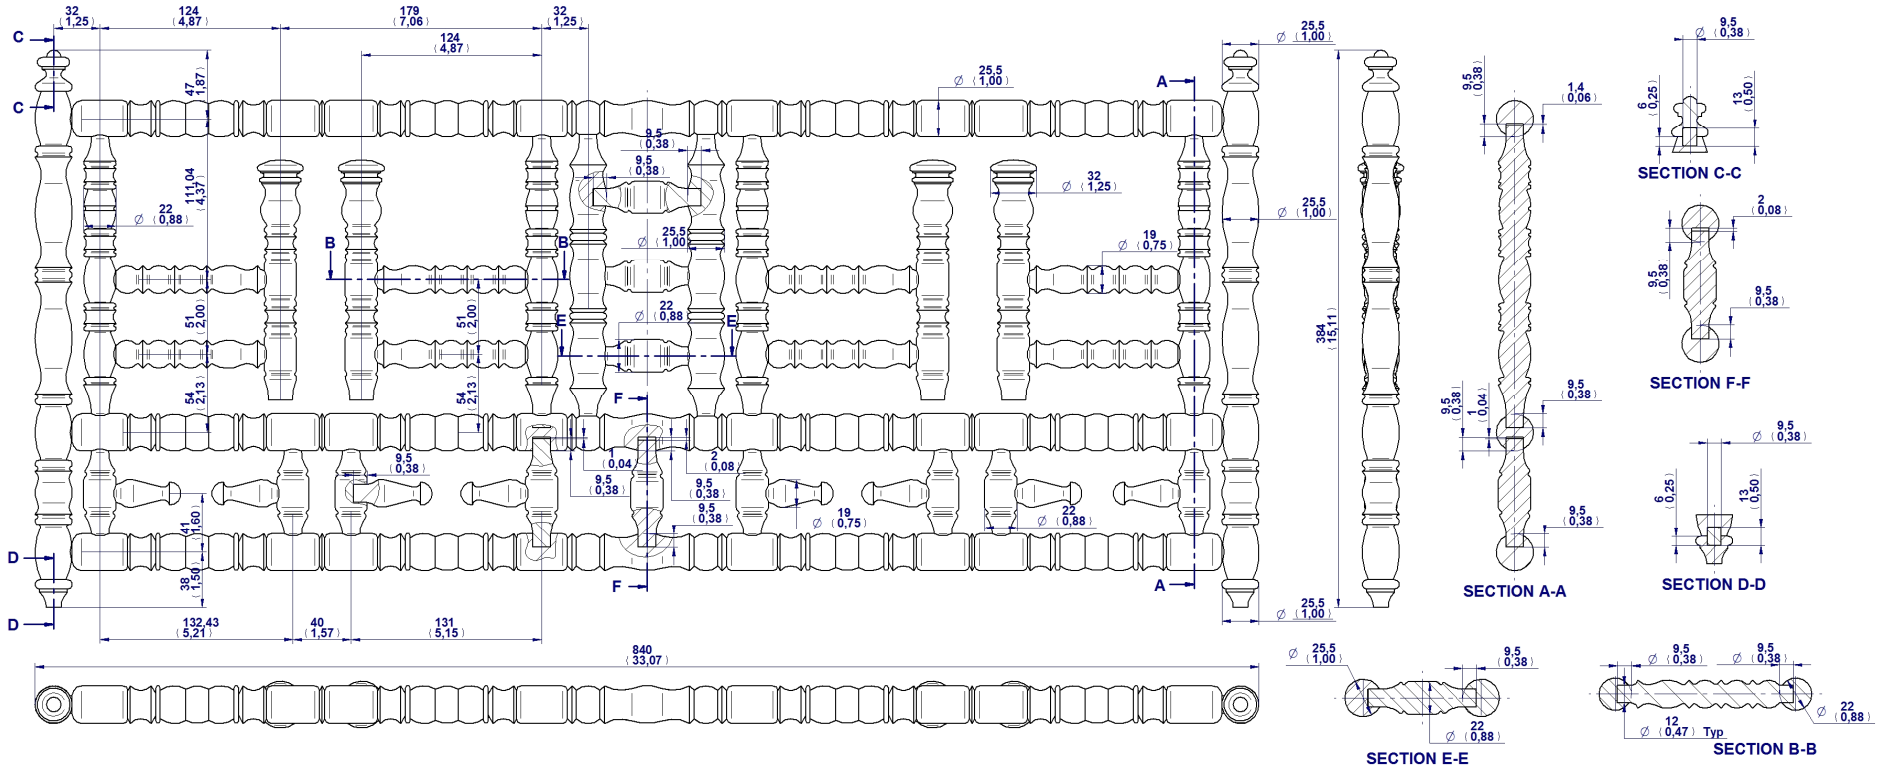 32
(1,25)
124
(4,87)
179
(7,06)
32
(1,25)
124
(4,87)
C
C
47
1,87)
111,04
(4,37)
Ø 22
(0,88)
51
2,00)
54
(2,13)
B
B
51
(2,00)
54
(2,13)
9,5
(0,38)
9,5
(0,38)
Ø 25,5
(1,00
Ø 22
(0,88
E
E
Ø 25,5
(1,00)
Ø 32
(1,25)
Ø 19
(0,75)
A
A
Ø 25,5
(1,00)
Ø 25,5
(1,00)
384
(15,11)
Ø 25,5
(1,00)
F
F
9,5
(0,38)
1
(0,04
9,5
(0,38)
2
(0,08
9,5
(0,38)
9,5
(0,38)
Ø 19
(0,75)
Ø 22
(0,88)
41
(1,60)
38
(1,50)
D
D
132,43
(5,21)
40
(1,57)
131
(5,15)
840
(33,07)
9,5
(0,38)
1,4
(0,06)
9,5
(0,38)
1
(0,04)
9,5
(0,38)
9,5
(0,38)
SECTION A-A
9,5
Ø (0,38)
6
(0,25)
13
(0,50)
SECTION C-C
2
(0,08)
9,5
(0,38)
9,5
(0,38)
SECTION F-F
9,5
Ø (0,38)
6
(0,25)
13
(0,50)
SECTION D-D
Ø 25,5
(1,00)
9,5
(0,38)
Ø 22
(0,88)
SECTION E-E
9,5
Ø (0,38)
9,5
Ø (0,38)
Ø 22
(0,88)
12
Ø (0,47) Typ
SECTION B-B